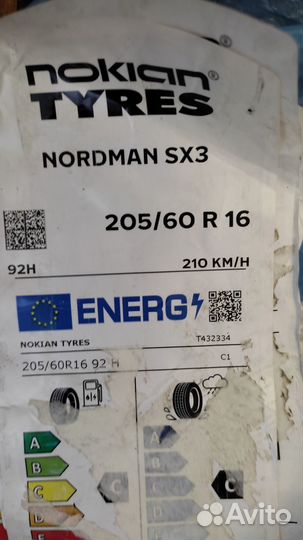 nokian®
TYRES
NORDMAN SX3
205/60 R 16
92H 210 KM/H
ENERG
NOKIAN TYRES T432334
205/60R16 92 H C1
A A
B B
C C C C
D
Avito